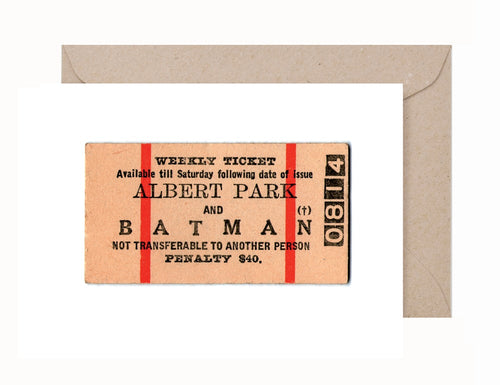 WEEKLY TICKET
Available till Saturday following date of issue
ALBERT PARK
AND
(†)
BATMAN
NOT TRANSFERABLE TO ANOTHER PERSON
PENALTY $40.
0814